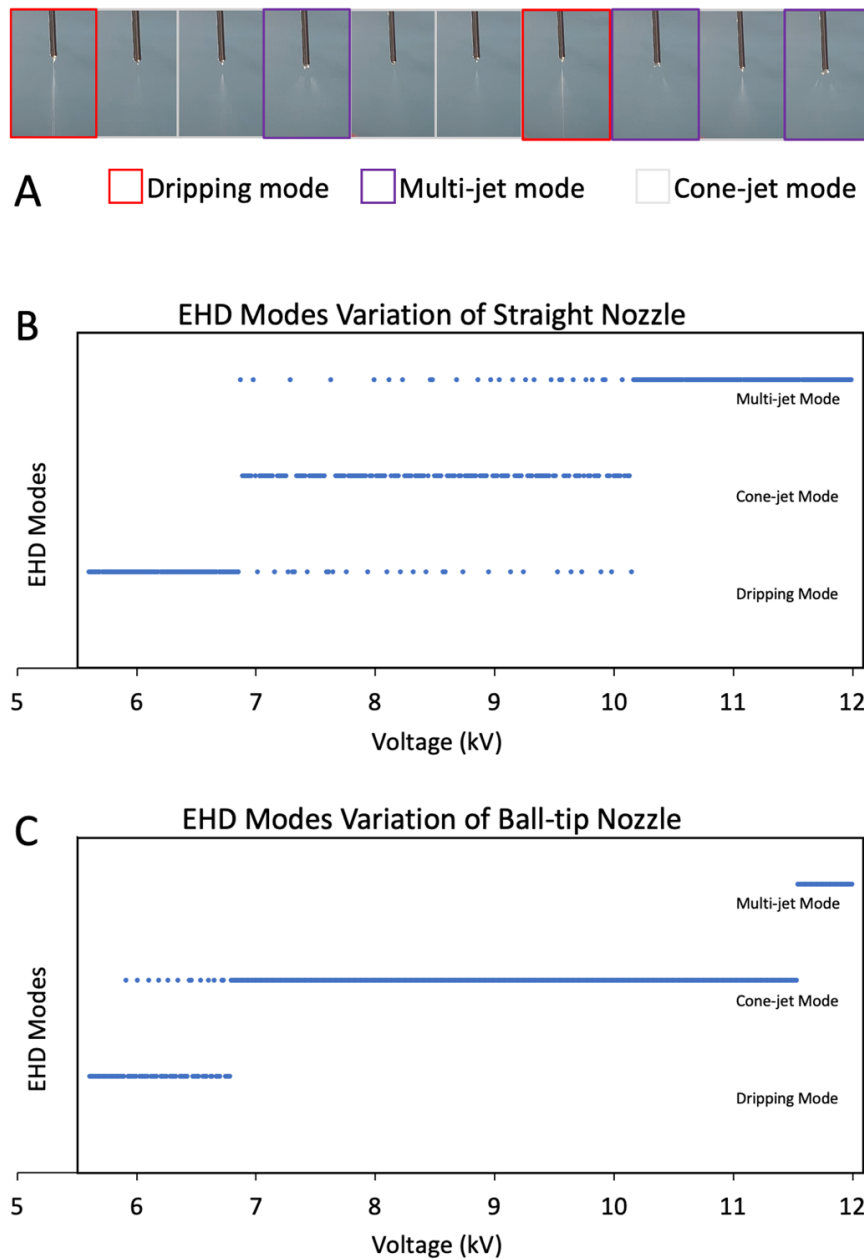 A
Dripping mode
Multi-jet mode
Cone-jet mode
B
EHD Modes Variation of Straight Nozzle
EHD Modes
Multi-jet Mode
Cone-jet Mode
Dripping Mode
5 6 7 8 9 10 11 12
Voltage (kV)
C
EHD Modes Variation of Ball-tip Nozzle
EHD Modes
Multi-jet Mode
Cone-jet Mode
Dripping Mode
5 6 7 8 9 10 11 12
Voltage (kV)